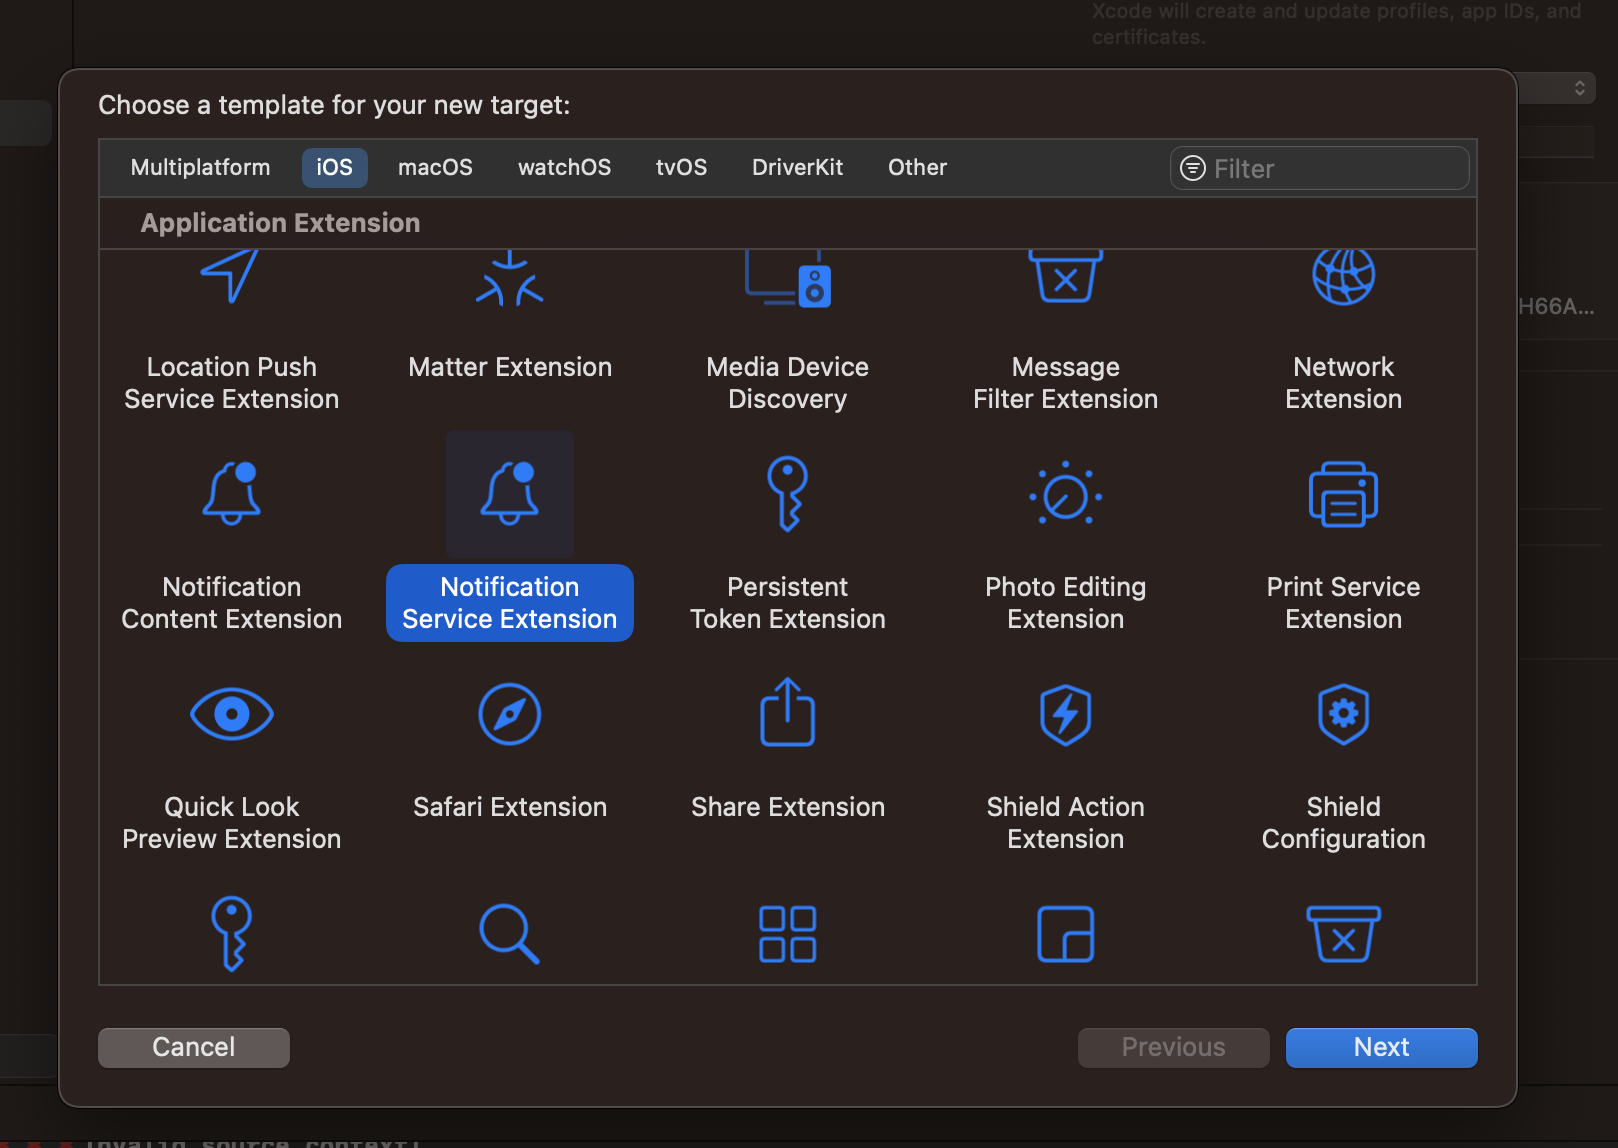 Xcode will create and update profiles, app IDs, and
certificates.
Choose a template for your new target:
Multiplatform iOS macOS watchOS tvOS DriverKit Other Filter
Application Extension
H66A...
Location Push
Service Extension
Matter Extension
Media Device
Discovery
Message
Filter Extension
Network
Extension
Notification
Content Extension
Notification
Service Extension
Persistent
Token Extension
Photo Editing
Extension
Print Service
Extension
Quick Look
Preview Extension
Safari Extension
Share Extension
Shield Action
Extension
Shield
Configuration
Cancel Previous Next
Invalid source context!